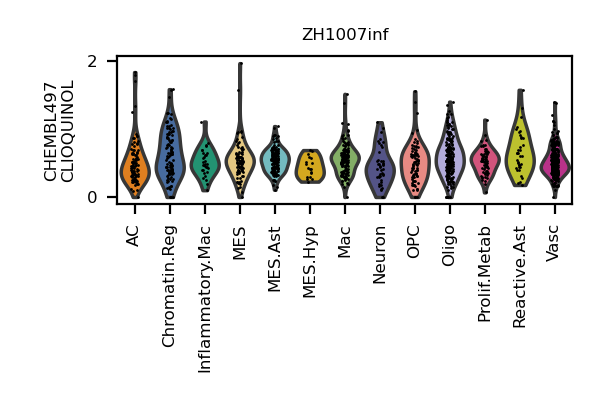 ZH1007inf
CHEMBL497
CLIOQUINOL
2
0
AC
Chromatin.Reg
Inflammatory.Mac
MES
MES.Ast
MES.Hyp
Mac
Neuron
OPC
Oligo
Prolif.Metab
Reactive.Ast
Vasc